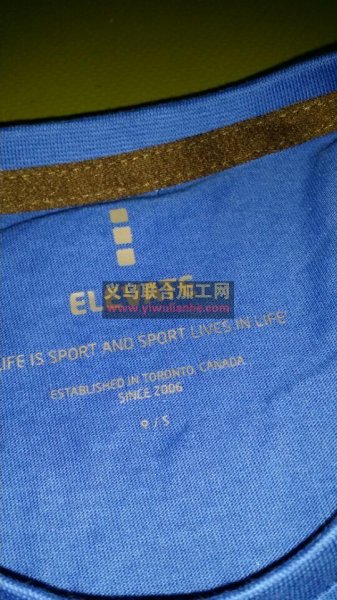 义乌联合加工网
www.yiwulianhe.com
LIFE IS SPORT AND SPORT LIVES IN LIFE
ESTABLISHED IN TORONTO, CANADA
SINCE 2006
P / S